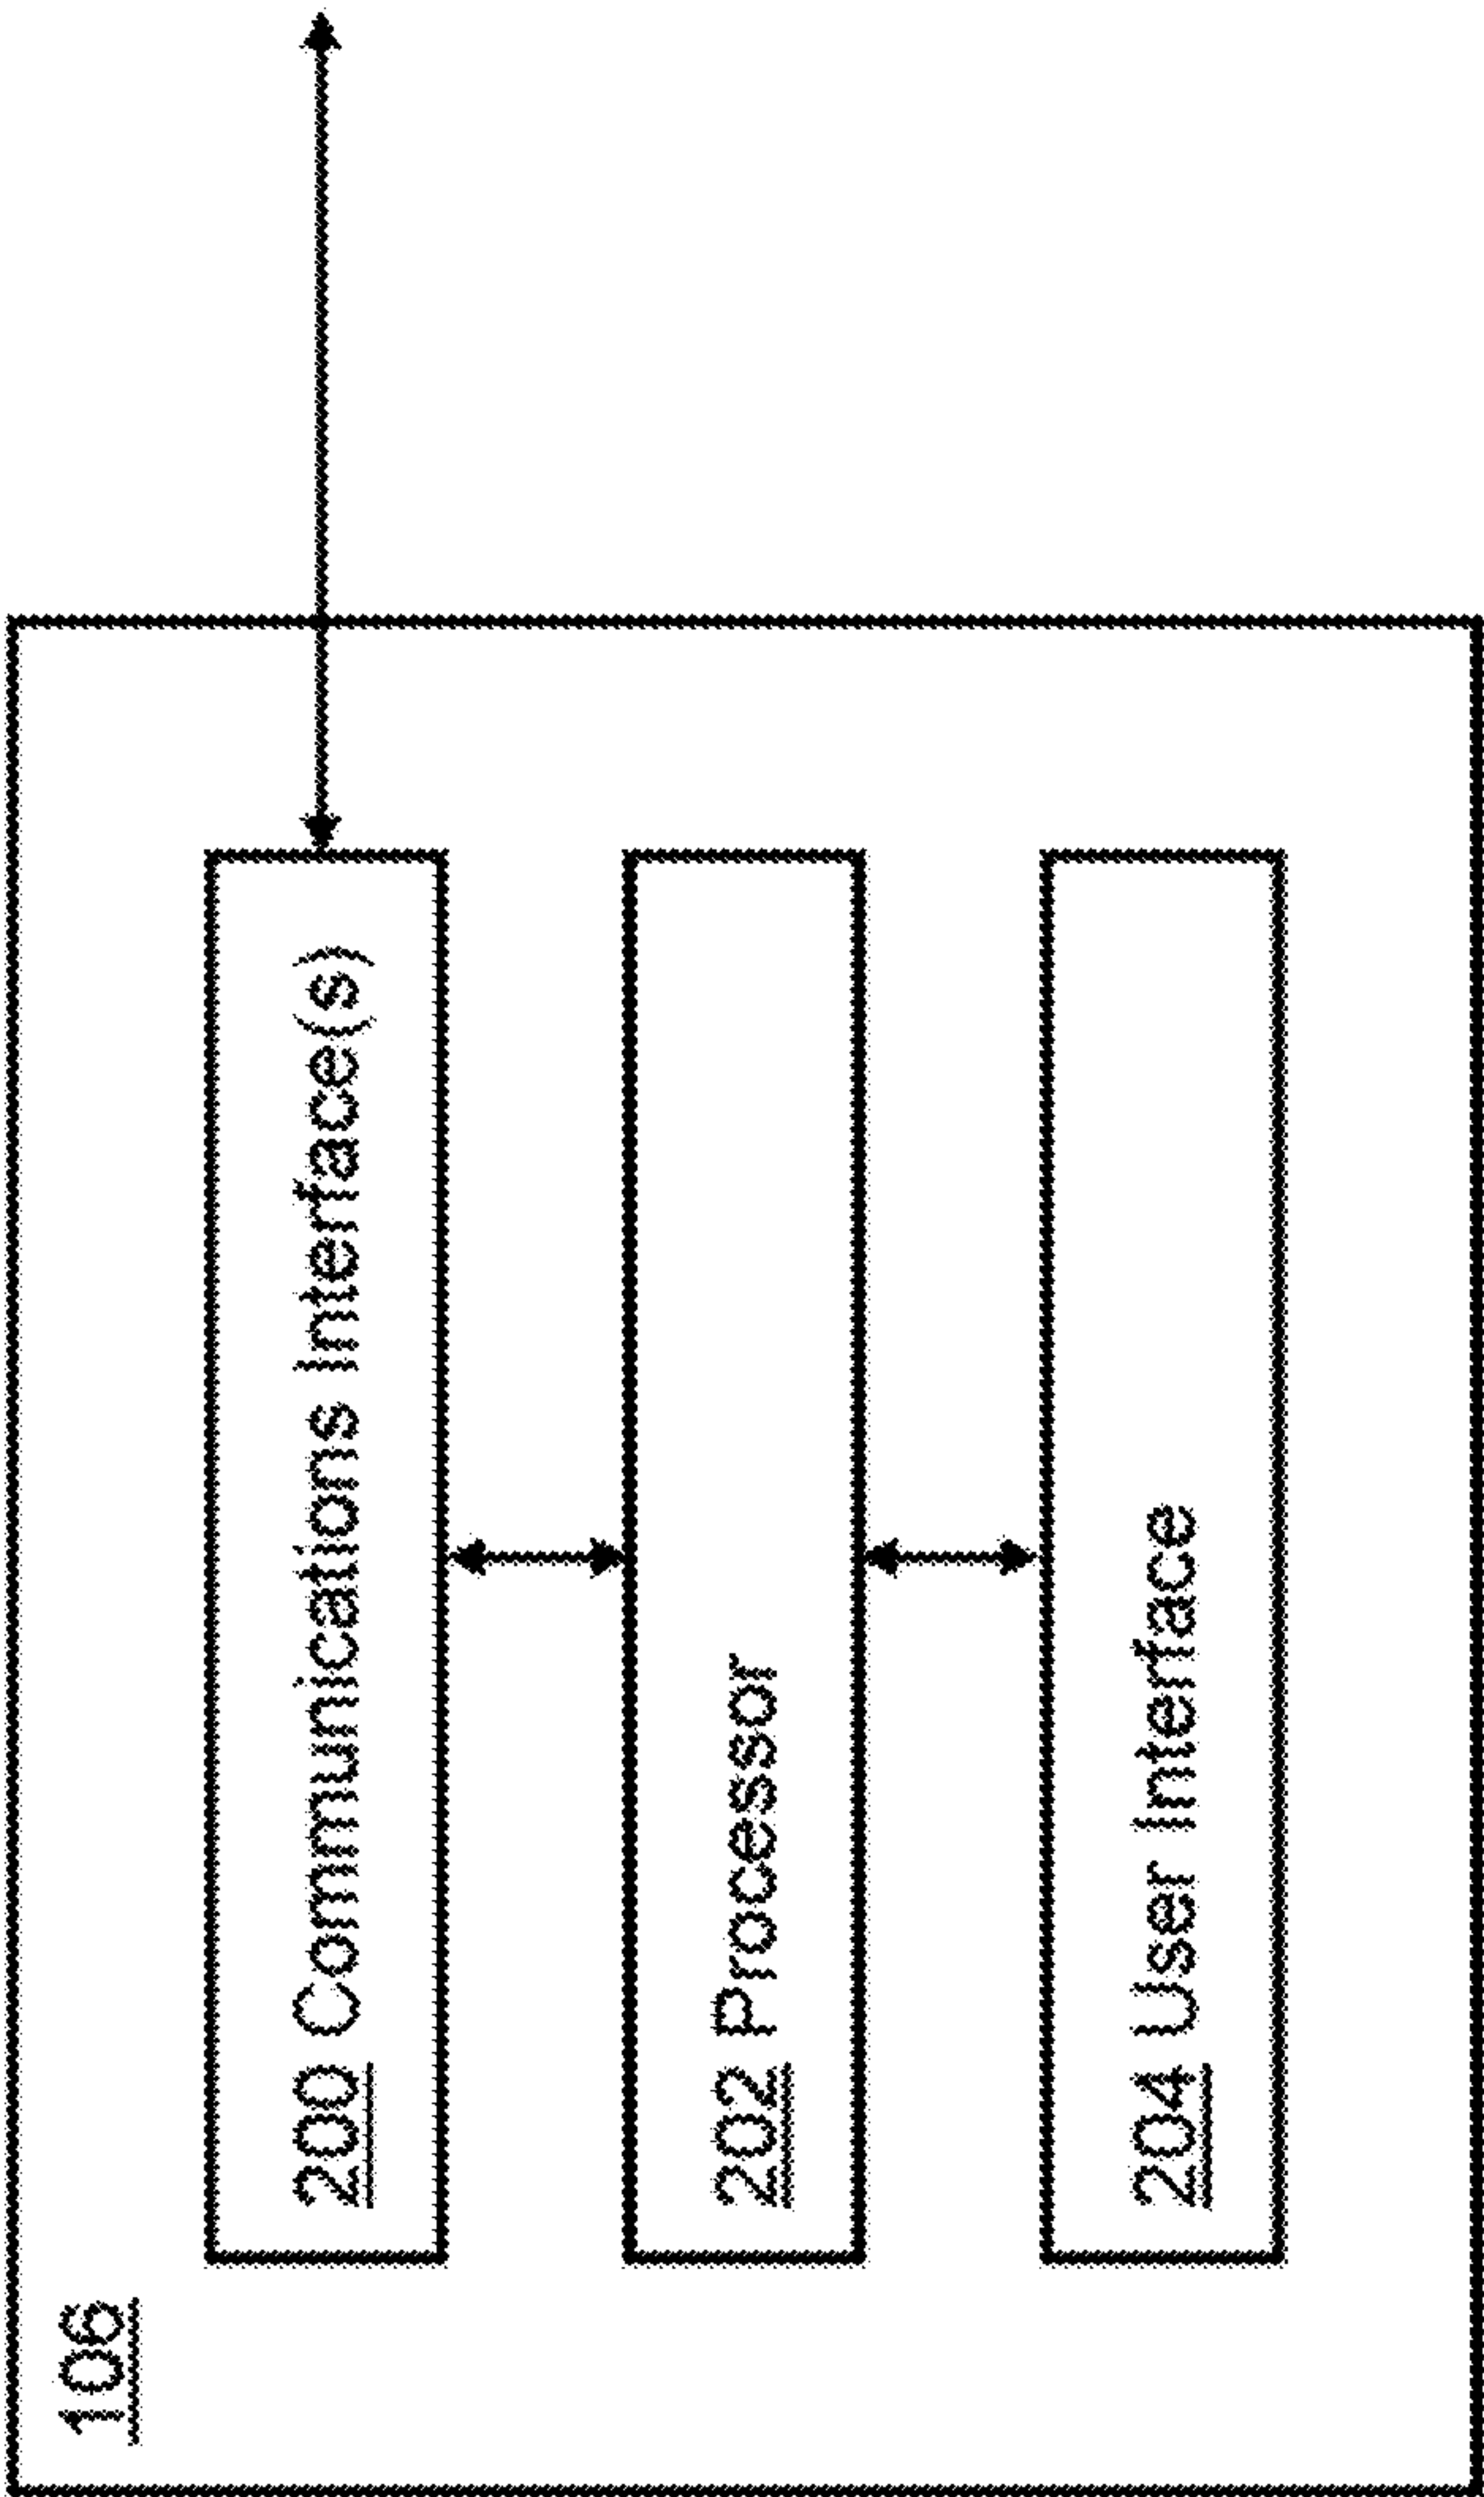 106
200 Communications Interface(s)
202 Processor
204 User Interface